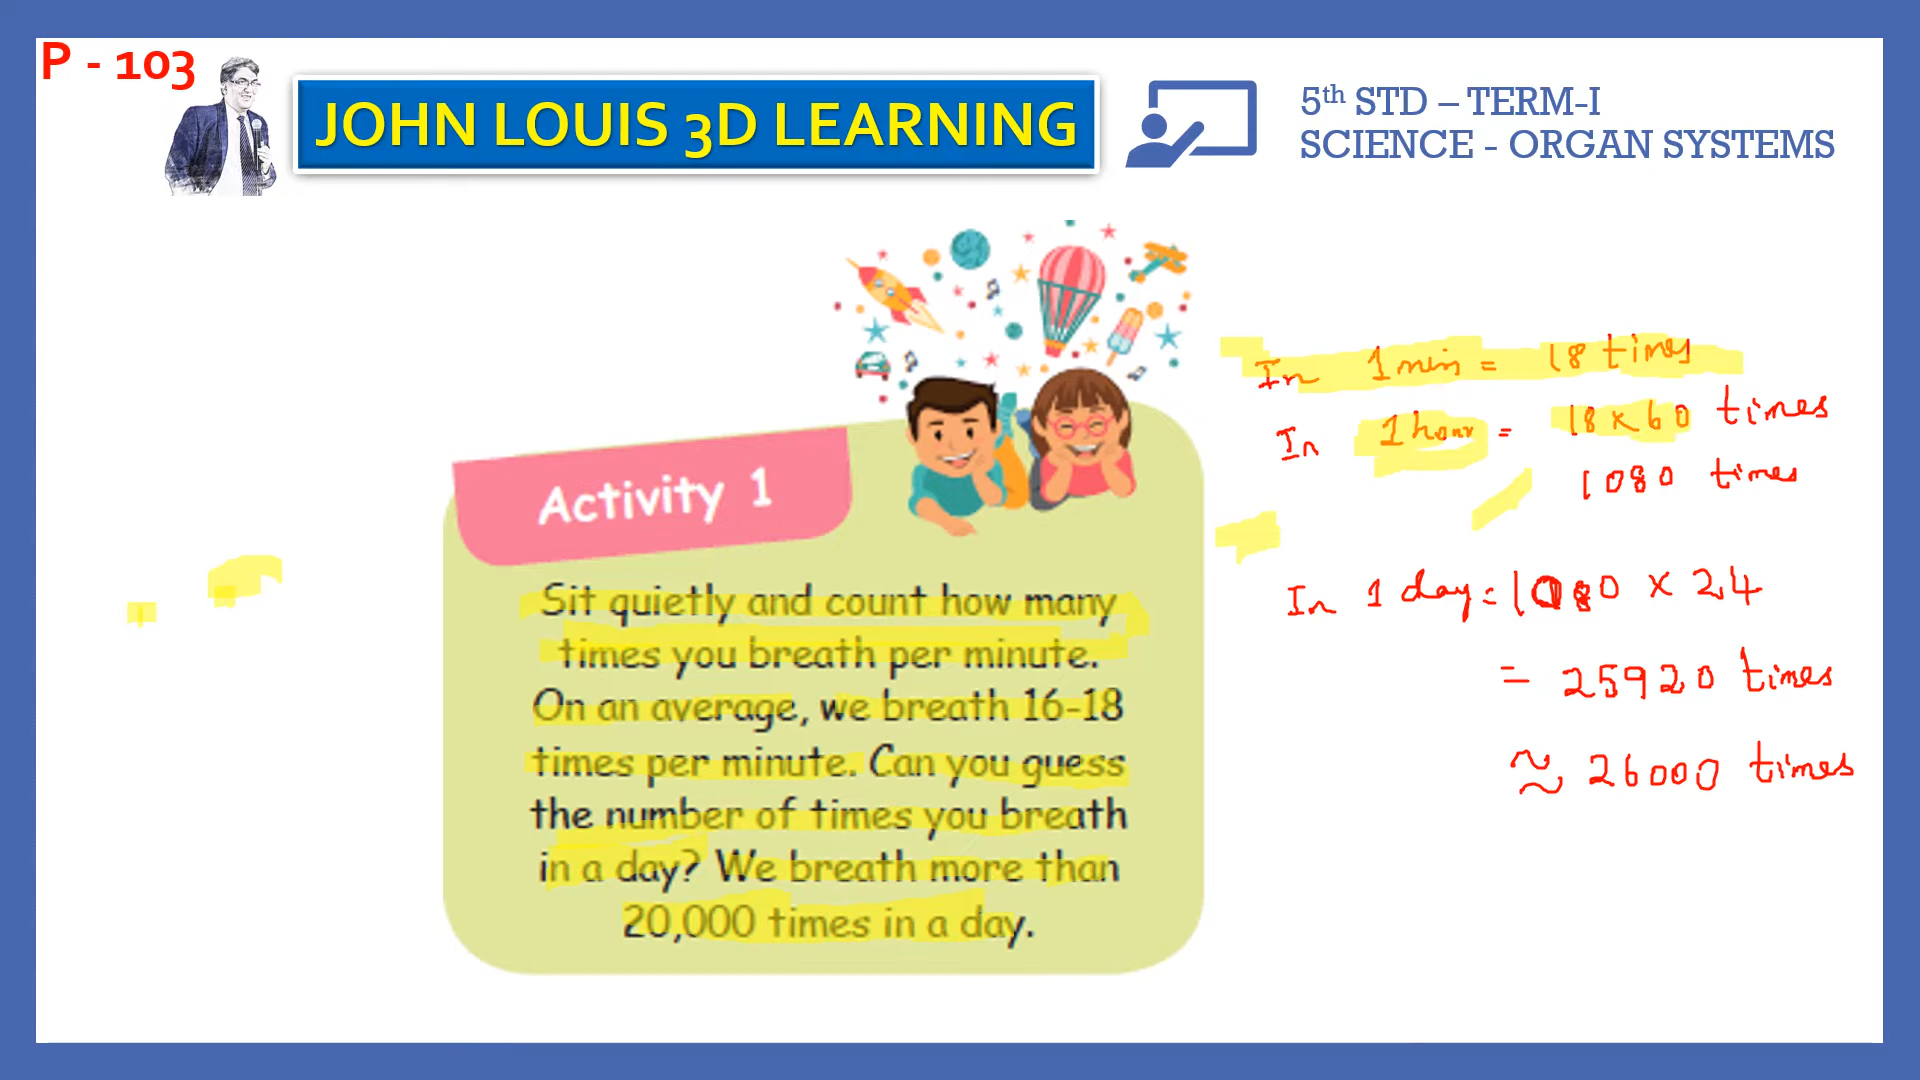 P - 103
JOHN LOUIS 3D LEARNING
5th STD – TERM-I
SCIENCE - ORGAN SYSTEMS
Activity 1
Sit quietly and count how many
times you breath per minute.
On an average, we breath 16-18
times per minute. Can you guess
the number of times you breath
in a day? We breath more than
20,000 times in a day.
In 1 min = 18 times
In 1 hour = 18 x 60 times
1080 times
In 1 day = 1080 x 24
= 25920 times
≈ 26000 times